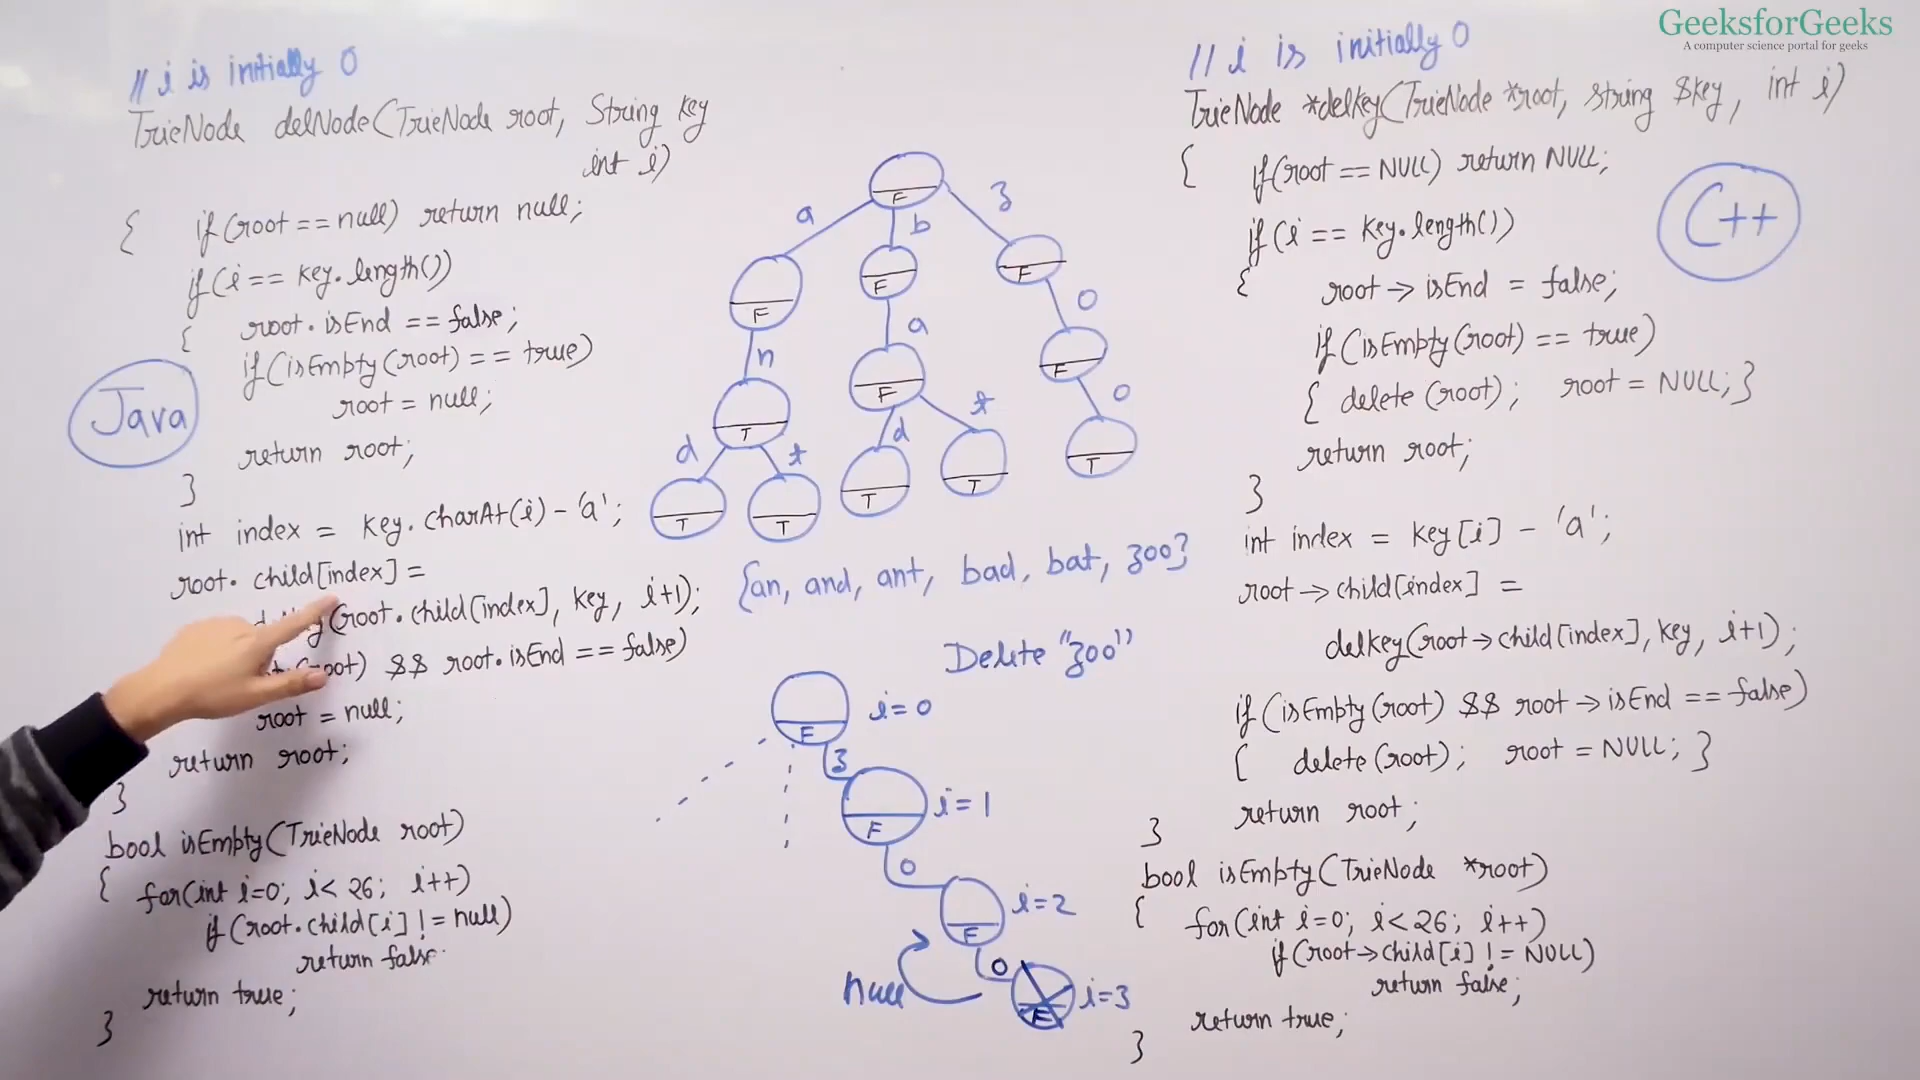 GeeksforGeeks
A computer science portal for geeks
// i is initially 0
TrieNode delNode(TrieNode root, String key
int i)
{ if(root == null) return null;
if(i == key.length())
{ root.isEnd == false;
if(isEmpty(root) == true)
root = null;
return root;
}
int index = key.charAt(i) - 'a';
root.child[index] =
(root.child[index], key, i+1);
root) && root.isEnd == false)
root = null;
return root;
}
bool isEmpty(TrieNode root)
{ for(int i=0; i< 26; i++)
if(root.child[i] != null)
return false
return true;
}
Java
F
a b z
F F F
n a o
T F F
d t d t o
T T T T T
{an, and, ant, bad, bat, zoo}
Delete "zoo"
F i=0
z
F i=1
o
F i=2
o
null F i=3
// i is initially 0
TrieNode *delkey(TrieNode *root, string &key, int i)
{ if(root == NULL) return NULL;
if(i == key.length())
{ root → isEnd = false;
if(isEmpty(root) == true)
{ delete (root); root = NULL; }
return root;
}
int index = key[i] - 'a';
root → child[index] =
delkey(root → child[index], key, i+1);
if(isEmpty(root) && root → isEnd == false)
{ delete (root); root = NULL; }
return root;
}
bool isEmpty(TrieNode *root)
{ for(int i=0; i< 26; i++)
if(root → child[i] != NULL)
return false;
return true;
}
C++